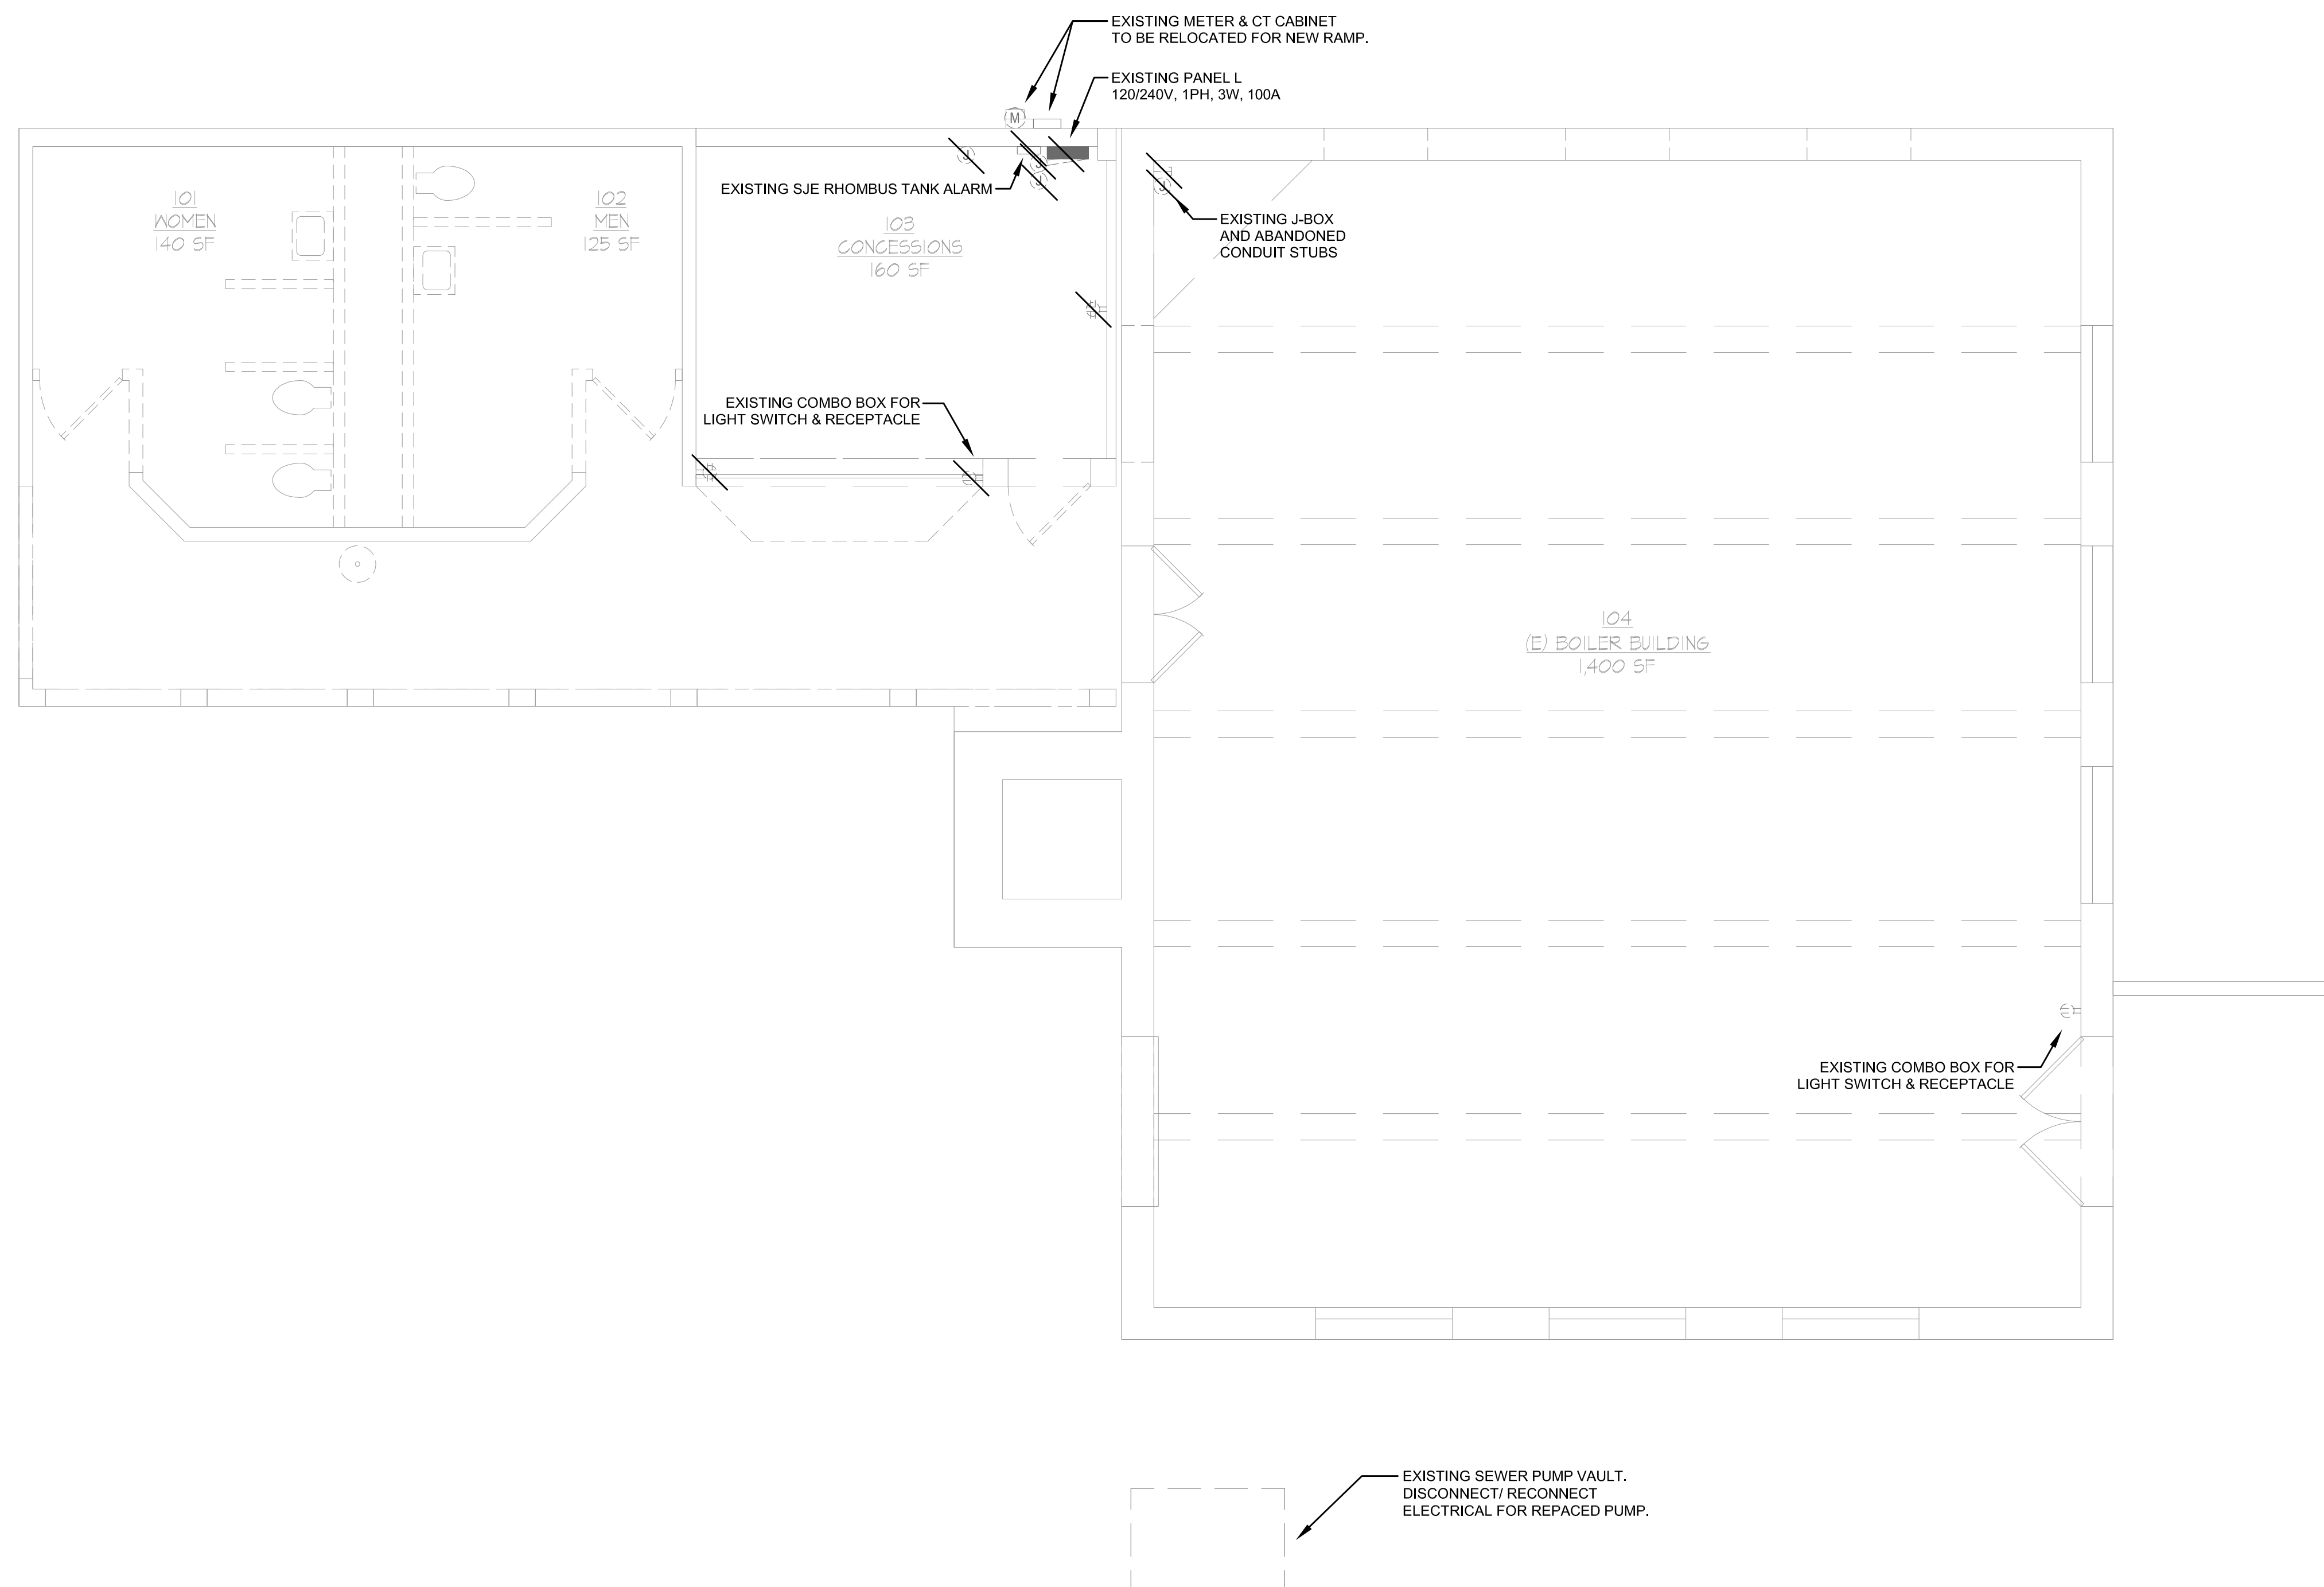 EXISTING METER & CT CABINET
TO BE RELOCATED FOR NEW RAMP.
EXISTING PANEL L
120/240V, 1PH, 3W, 100A
M
J
J
J
EXISTING SJE RHOMBUS TANK ALARM
J
101
WOMEN
140 SF
102
MEN
125 SF
103
CONCESSIONS
160 SF
EXISTING J-BOX
AND ABANDONED
CONDUIT STUBS
EXISTING COMBO BOX FOR
LIGHT SWITCH & RECEPTACLE
104
(E) BOILER BUILDING
1,400 SF
EXISTING COMBO BOX FOR
LIGHT SWITCH & RECEPTACLE
EXISTING SEWER PUMP VAULT.
DISCONNECT/ RECONNECT
ELECTRICAL FOR REPACED PUMP.